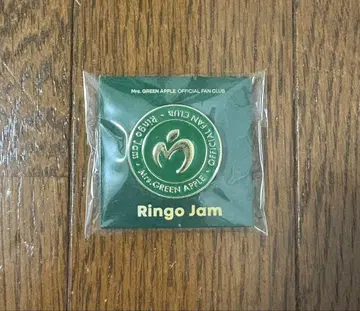 Mrs. GREEN APPLE OFFICIAL FAN CLUB
Ringo Jam - OFFICIAL FAN CLUB -
Mrs. GREEN APPLE
Ringo Jam